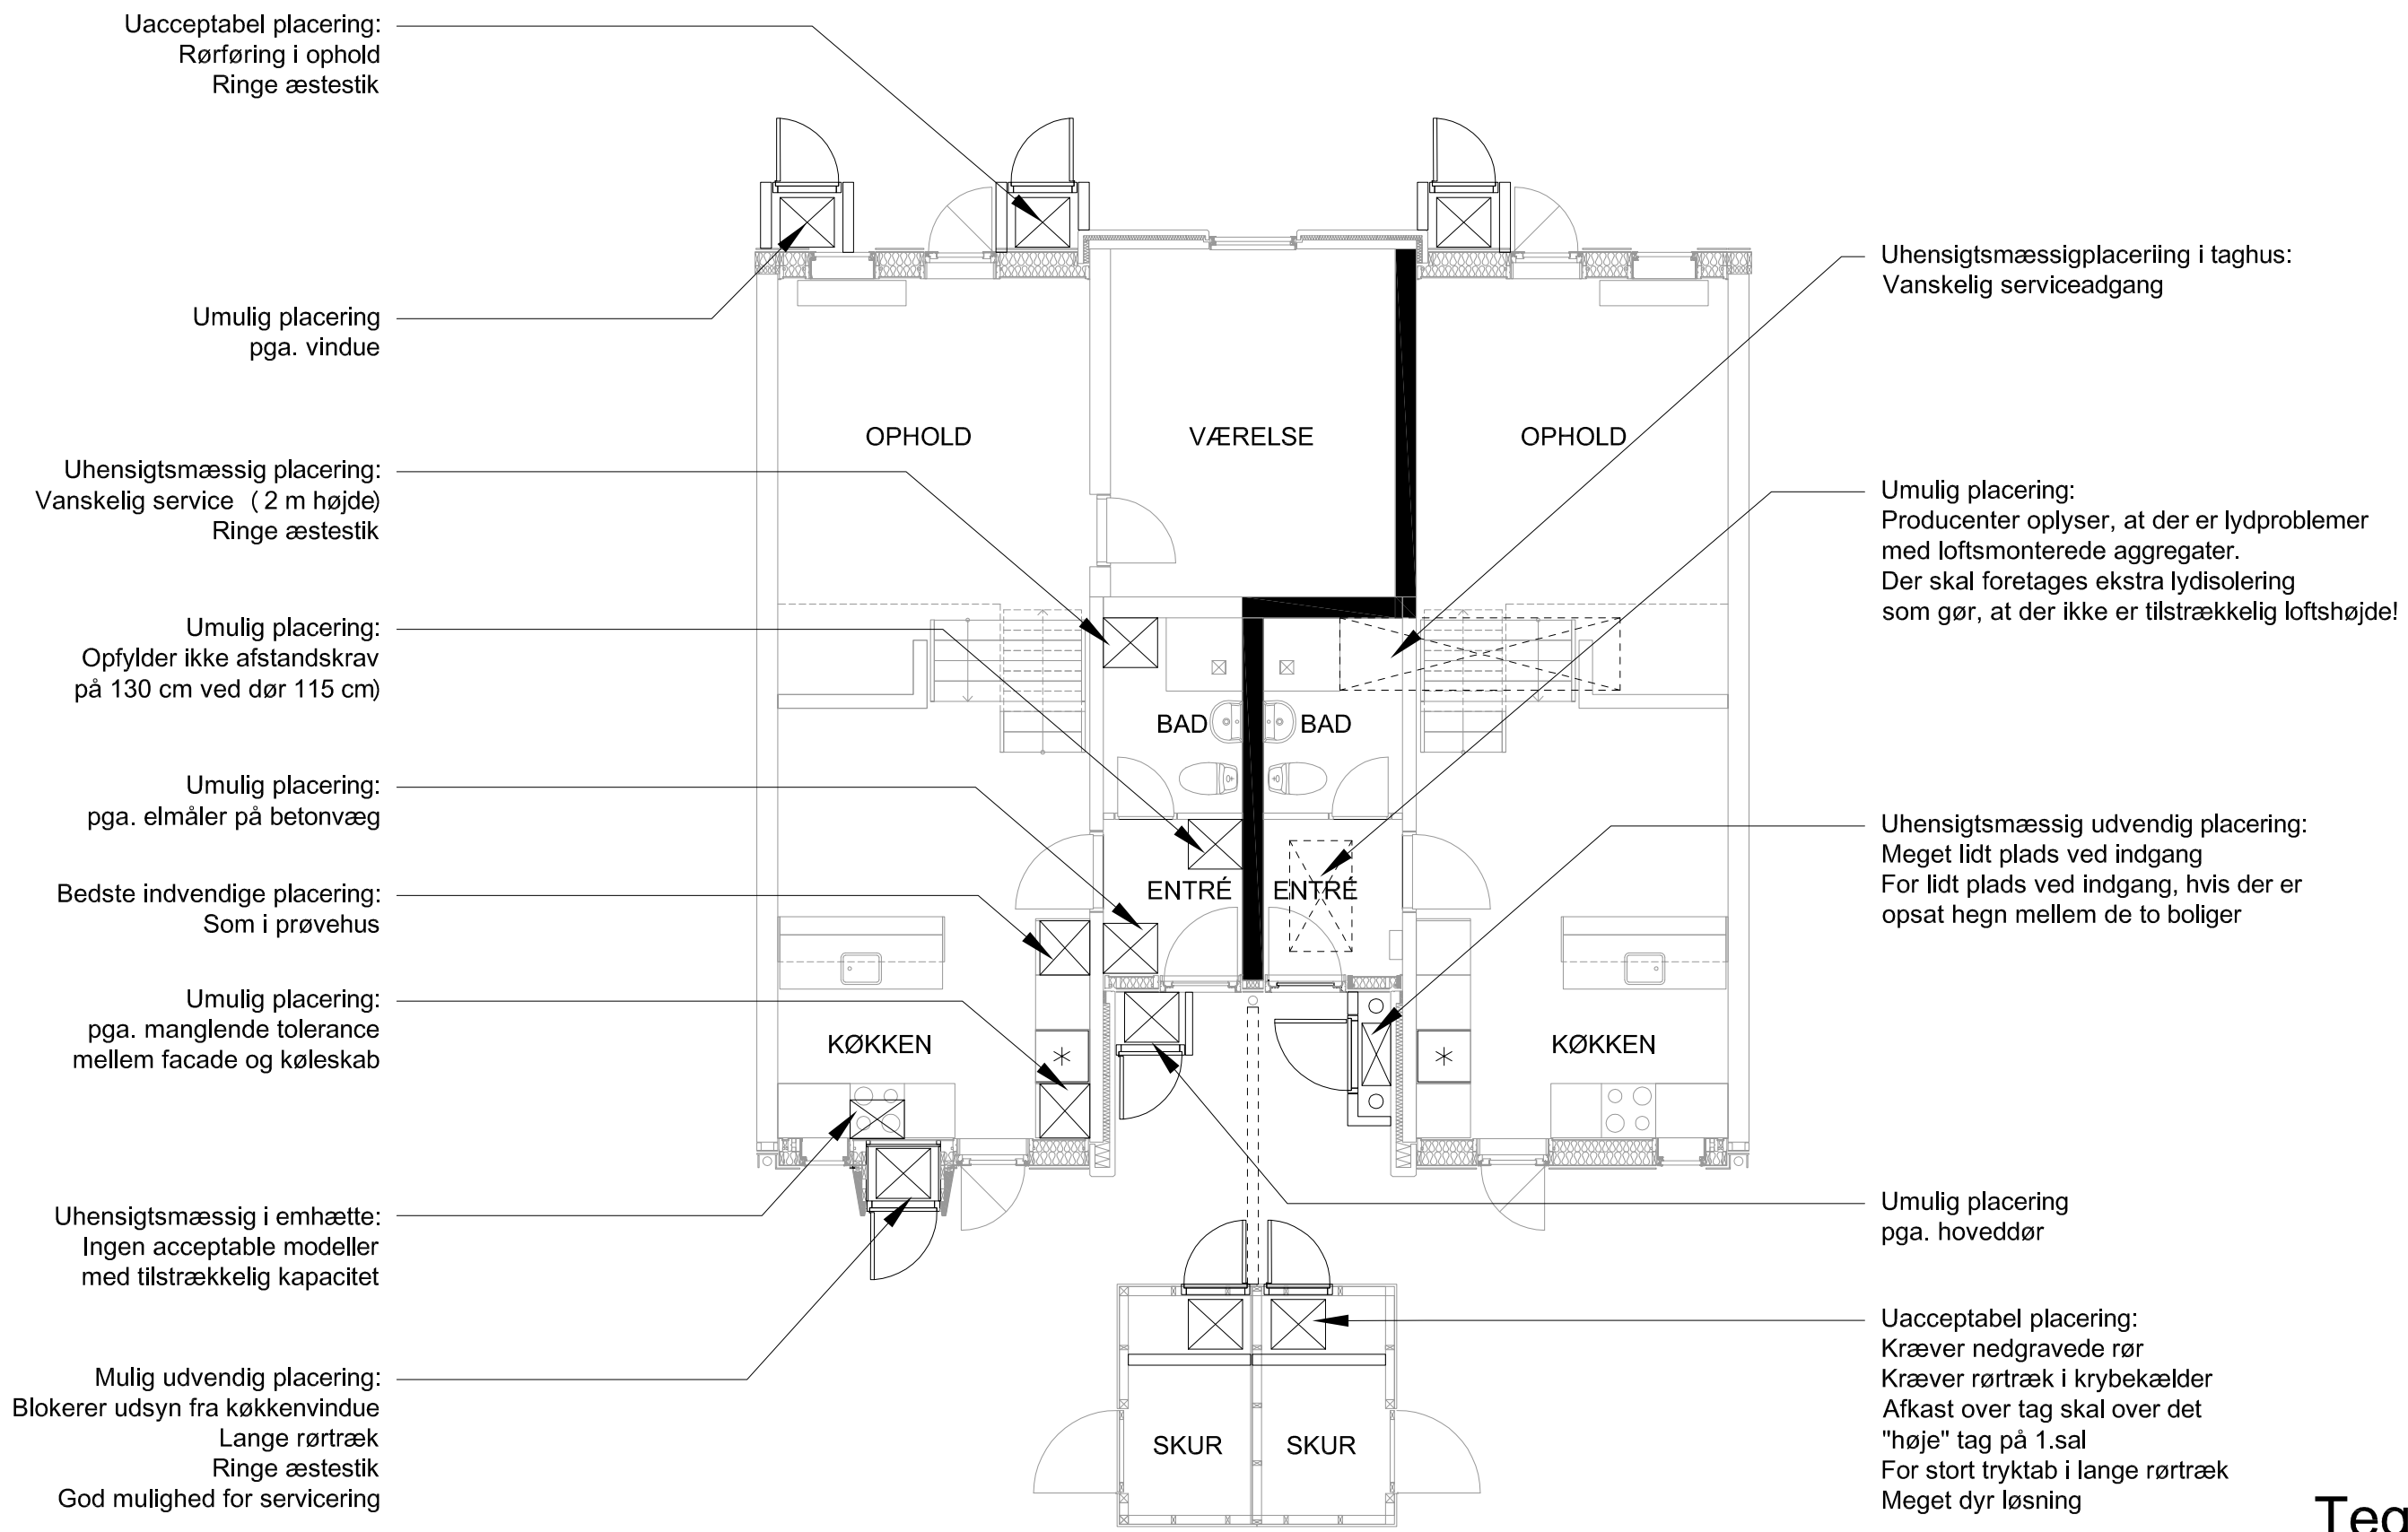 Uacceptabel placering:
Rørføring i ophold
Ringe æstestik
Umulig placering
pga. vindue
Uhensigtsmæssig placering:
Vanskelig service ( 2 m højde)
Ringe æstestik
Umulig placering:
Opfylder ikke afstandskrav
på 130 cm ved dør 115 cm)
Umulig placering:
pga. elmåler på betonvæg
Bedste indvendige placering:
Som i prøvehus
Umulig placering:
pga. manglende tolerance
mellem facade og køleskab
Uhensigtsmæssig i emhætte:
Ingen acceptable modeller
med tilstrækkelig kapacitet
Mulig udvendig placering:
Blokerer udsyn fra køkkenvindue
Lange rørtræk
Ringe æstestik
God mulighed for servicering
OPHOLD
VÆRELSE
OPHOLD
BAD
BAD
ENTRÉ
ENTRÉ
KØKKEN
KØKKEN
SKUR
SKUR
Uhensigtsmæssigplaceriing i taghus:
Vanskelig serviceadgang
Umulig placering:
Producenter oplyser, at der er lydproblemer
med loftsmonterede aggregater.
Der skal foretages ekstra lydisolering
som gør, at der ikke er tilstrækkelig loftshøjde!
Uhensigtsmæssig udvendig placering:
Meget lidt plads ved indgang
For lidt plads ved indgang, hvis der er
opsat hegn mellem de to boliger
Umulig placering
pga. hoveddør
Uacceptabel placering:
Kræver nedgravede rør
Kræver rørtræk i krybekælder
Afkast over tag skal over det
"høje" tag på 1.sal
For stort tryktab i lange rørtræk
Meget dyr løsning
Teg